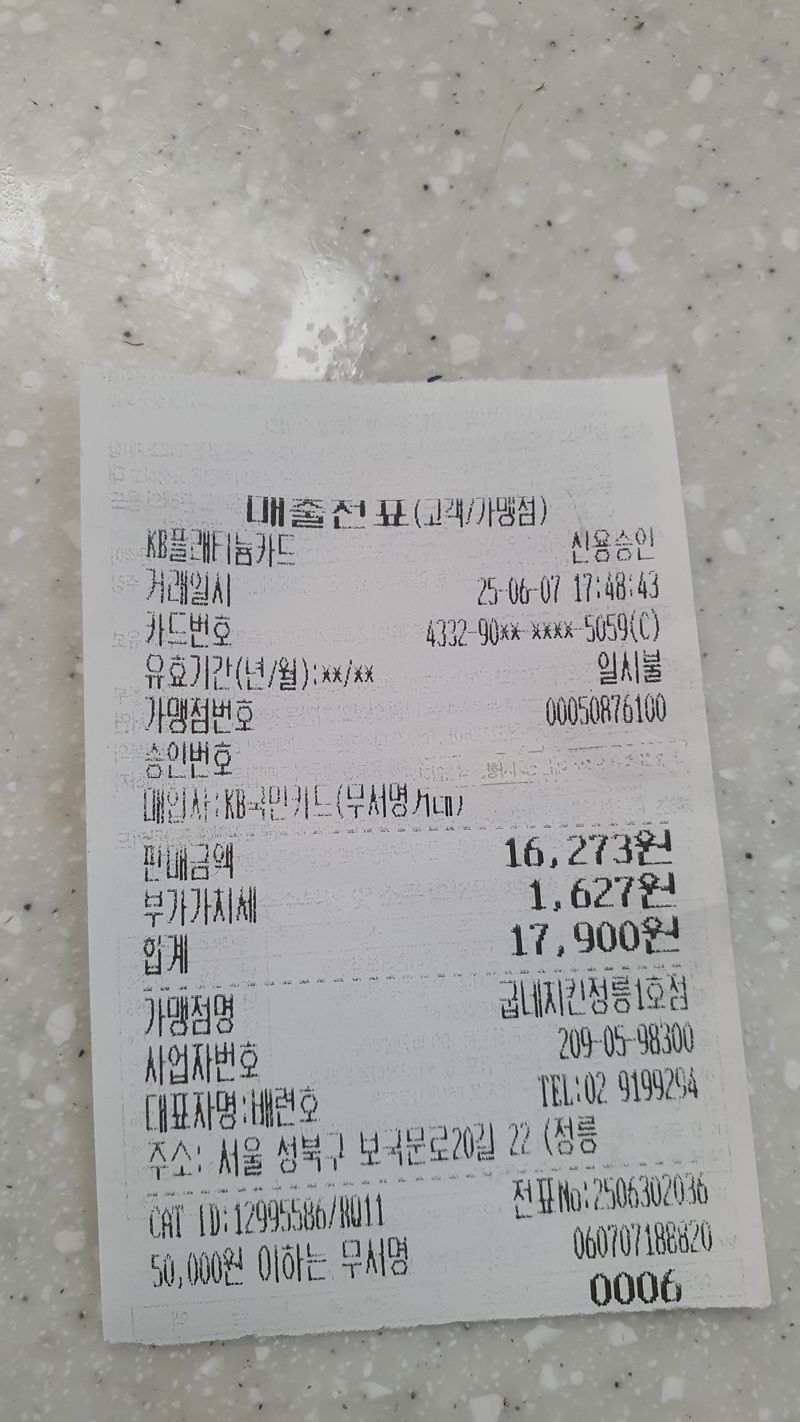 매출전표(고객/가맹점)
KB플래티늄카드 신용승인
거래일시 25-06-07 17:48:43
카드번호 4332-90**-****-5059(C)
유효기간(년/월):**/** 일시불
가맹점번호 00050876100
승인번호
매입사:KB국민카드(무서명거래)
판매금액 16,273원
부가가치세 1,627원
합계 17,900원
가맹점명 굽네치킨정릉1호점
사업자번호 209-05-98300
대표자명:배련호 TEL:02 9199294
주소: 서울 성북구 보국문로20길 22 (정릉
CAT ID:12995586/RQ11 전표No:2506302036
50,000원 이하는 무서명 060707188820
0006